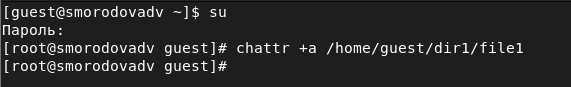 [guest@smorodovadv ~]$ su
Пароль:
[root@smorodovadv guest]# chattr +a /home/guest/dir1/file1
[root@smorodovadv guest]#